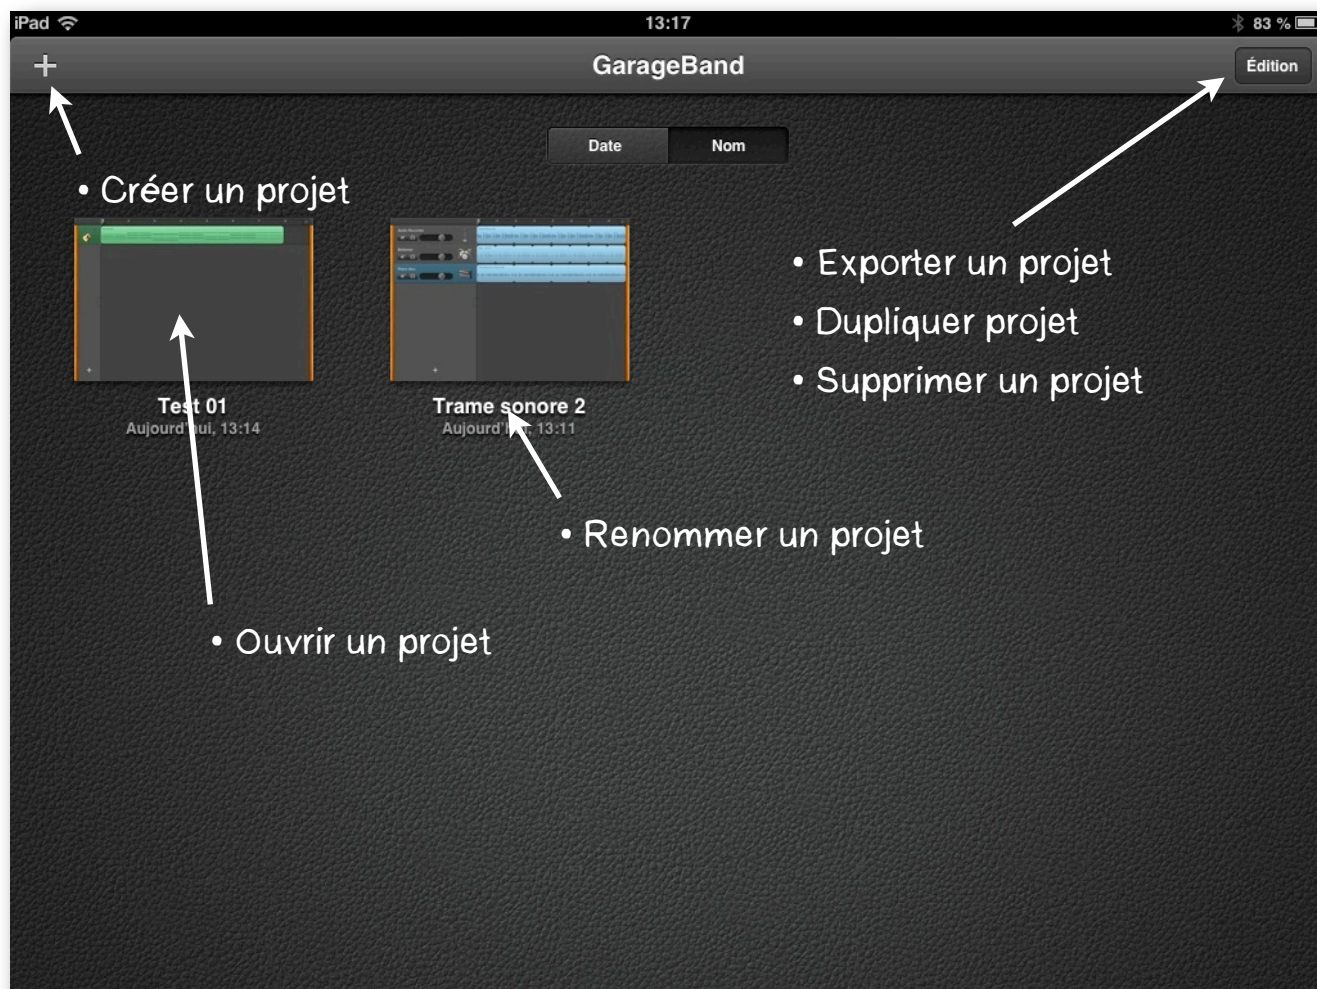 iPad 13:17 83 %
GarageBand
Édition
Date Nom
• Créer un projet
• Exporter un projet
• Dupliquer projet
• Supprimer un projet
Test 01
Aujourd'hui, 13:14
Trame sonore 2
Aujourd'hui, 13:11
• Renommer un projet
• Ouvrir un projet